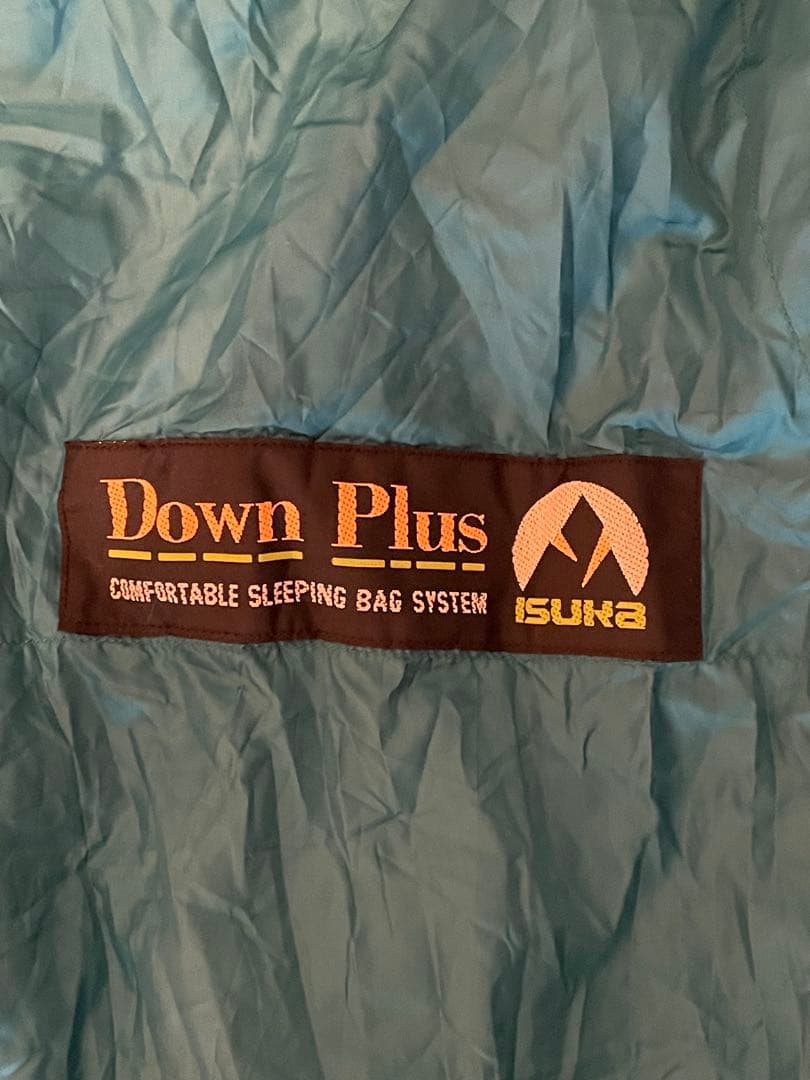 Down Plus
COMFORTABLE SLEEPING BAG SYSTEM
ISUKA